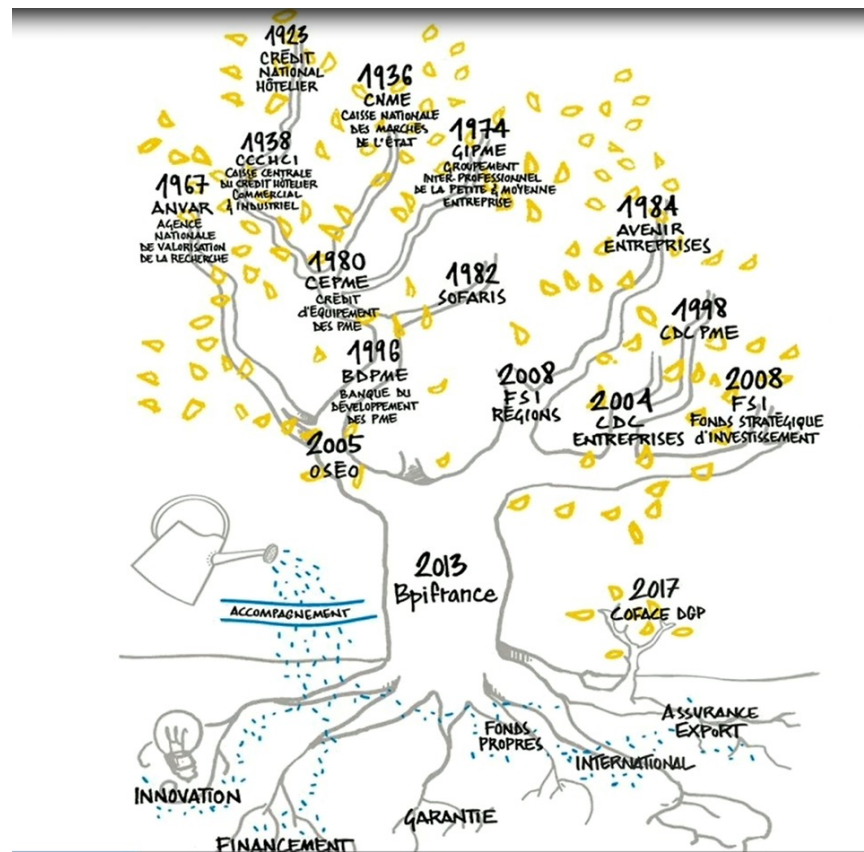 1923
CRÉDIT
NATIONAL
HÔTELIER
1936
CNME
CAISSE NATIONALE
DES MARCHÉS
DE L'ÉTAT
1938
CCCHCI
CAISSE CENTRALE
DU CRÉDIT HÔTELIER
COMMERCIAL
& INDUSTRIEL
1974
GIPME
GROUPEMENT
INTER-PROFESSIONNEL
DE LA PETITE & MOYENNE
ENTREPRISE
1967
ANVAR
AGENCE
NATIONALE
DE VALORISATION
DE LA RECHERCHE
1984
AVENIR
ENTREPRISES
1980
CEPME
CRÉDIT
d'ÉQUIPEMENT
DES PME
1982
SOFARIS
1998
CDC PME
1996
BDPME
BANQUE DU
DÉVELOPPEMENT
DES PME
2008
FSI
RÉGIONS
2004
CDC
ENTREPRISES
2008
FSI
FONDS STRATÉGIQUE
d'INVESTISSEMENT
2005
OSEO
2013
Bpifrance
ACCOMPAGNEMENT
2017
COFACE DGP
ASSURANCE
EXPORT
FONDS
PROPRES
INTERNATIONAL
INNOVATION
GARANTIE
FINANCEMENT